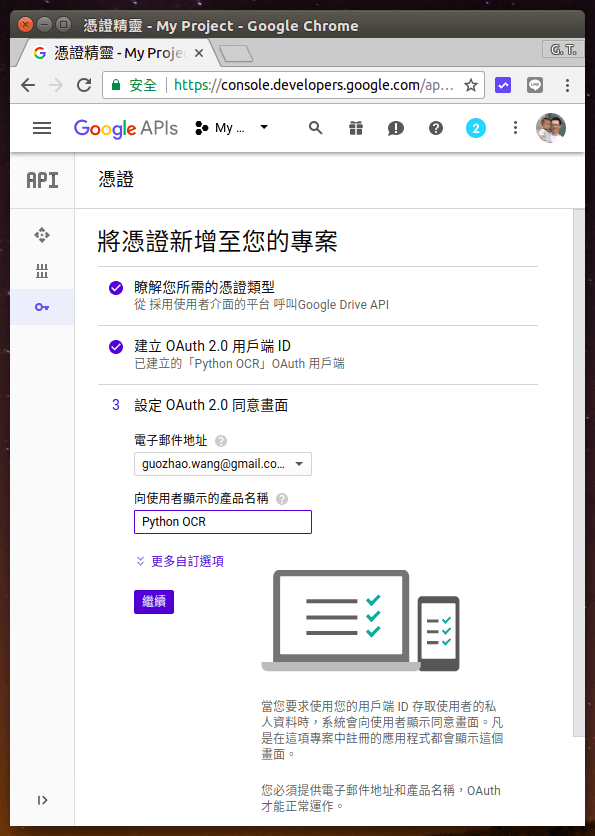 憑證精靈 - My Project - Google Chrome
憑證精靈 - My Proje
G. T.
安全 https://console.developers.google.com/ap...
Google APIs My ... 2
API 憑證
將憑證新增至您的專案
瞭解您所需的憑證類型
從 採用使用者介面的平台 呼叫Google Drive API
建立 OAuth 2.0 用戶端 ID
已建立的「Python OCR」OAuth 用戶端
3 設定 OAuth 2.0 同意畫面
電子郵件地址
guozhao.wang@gmail.co...
向使用者顯示的產品名稱
Python OCR
更多自訂選項
繼續
當您要求使用您的用戶端 ID 存取使用者的私
人資料時，系統會向使用者顯示同意畫面。凡
是在這項專案中註冊的應用程式都會顯示這個
畫面。
您必須提供電子郵件地址和產品名稱，OAuth
才能正常運作。